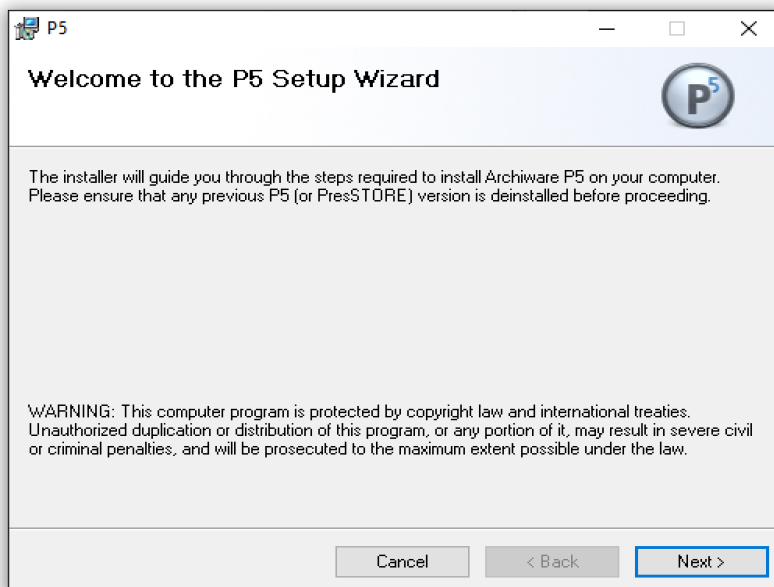 P5
Welcome to the P5 Setup Wizard
P5
The installer will guide you through the steps required to install Archiware P5 on your computer.
Please ensure that any previous P5 (or PresSTORE) version is deinstalled before proceeding.
WARNING: This computer program is protected by copyright law and international treaties.
Unauthorized duplication or distribution of this program, or any portion of it, may result in severe civil
or criminal penalties, and will be prosecuted to the maximum extent possible under the law.
Cancel
< Back
Next >